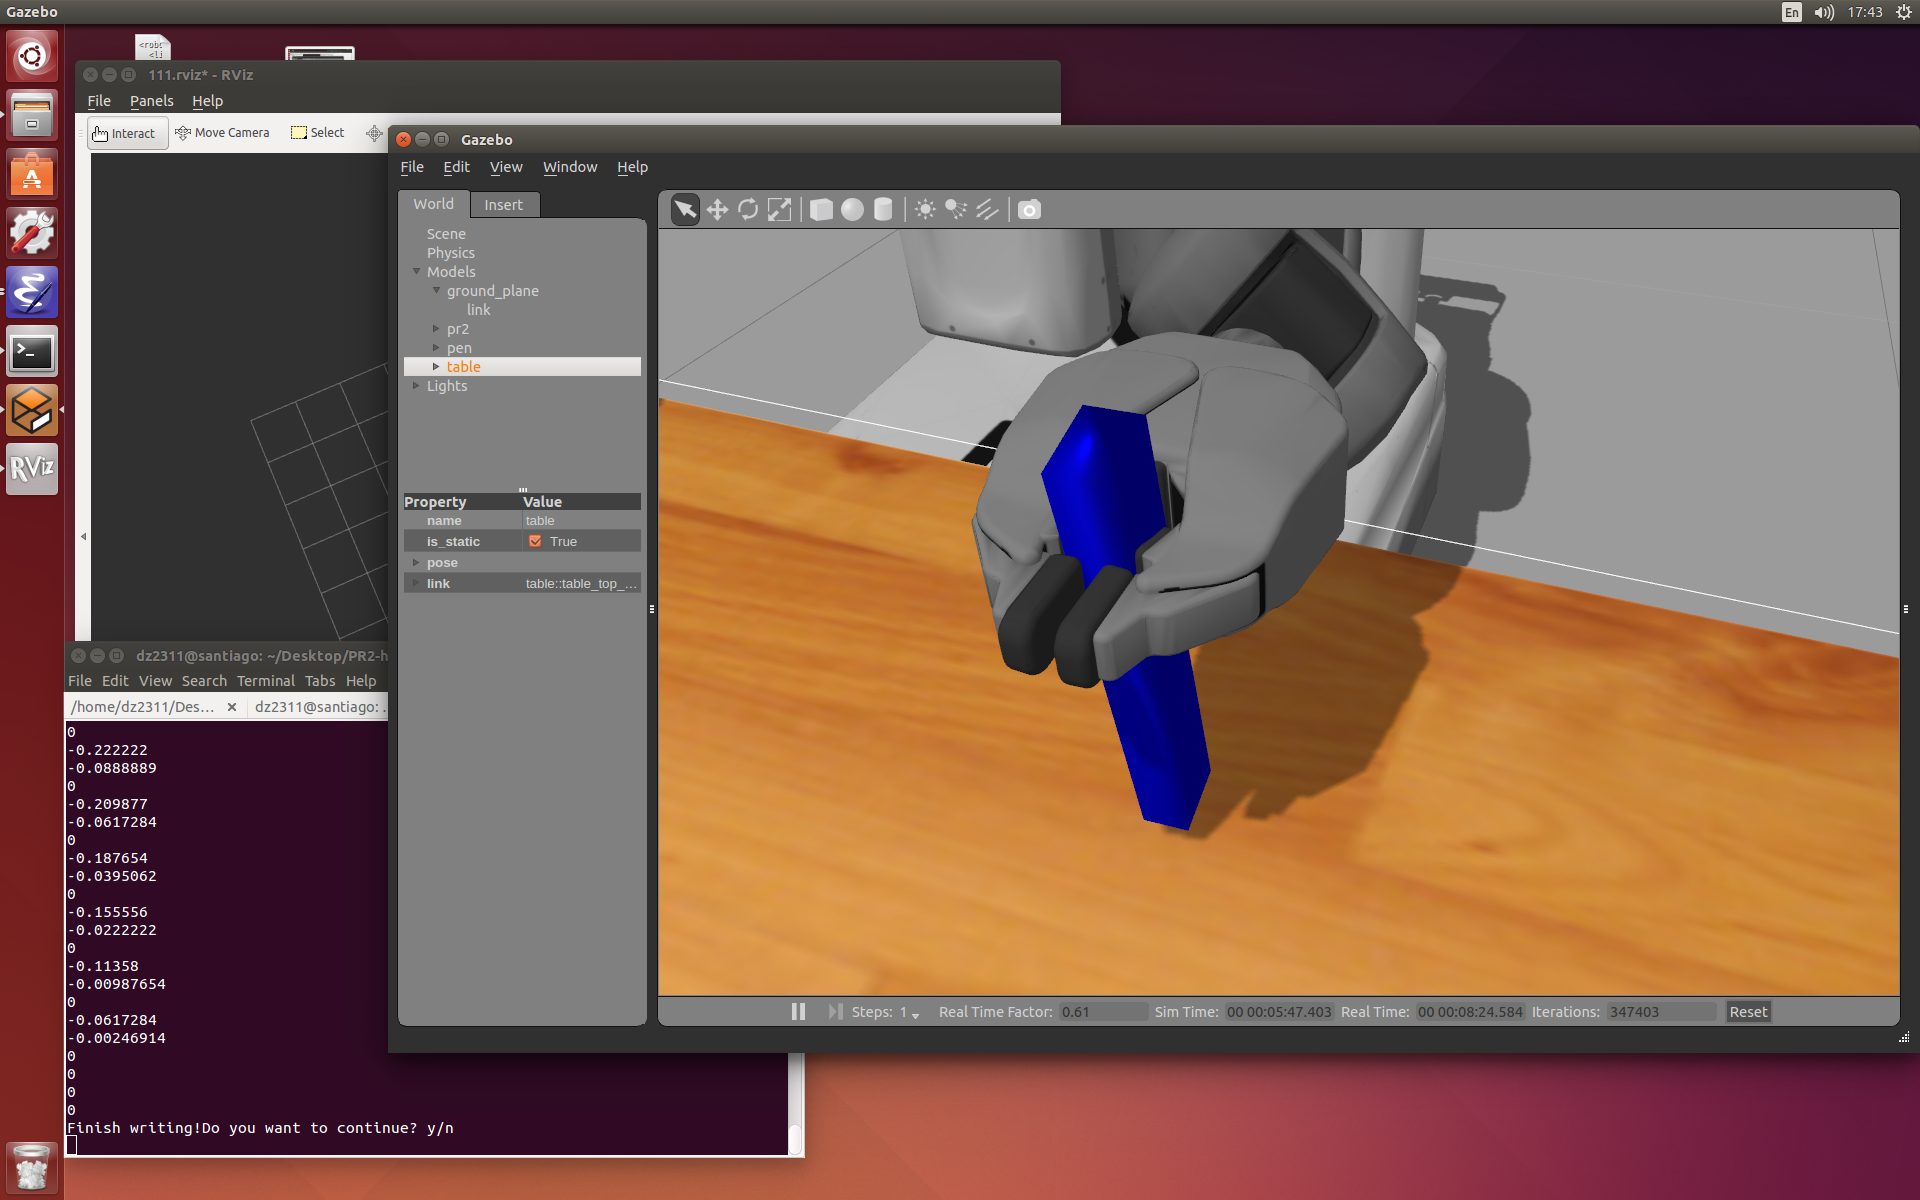 Gazebo
En
17:43
<robo
<li
111.rviz* - RViz
File Panels Help
Interact Move Camera Select
Gazebo
File Edit View Window Help
World Insert
Scene
Physics
Models
ground_plane
link
pr2
pen
table
Lights
Property Value
name table
is_static True
pose
link table::table_top_...
Steps: 1 Real Time Factor: 0.61 Sim Time: 00 00:05:47.403 Real Time: 00 00:08:24.584 Iterations: 347403 Reset
RViz
dz2311@santiago: ~/Desktop/PR2-h
File Edit View Search Terminal Tabs Help
/home/dz2311/Des... dz2311@santiago: .
0
-0.222222
-0.0888889
0
-0.209877
-0.0617284
0
-0.187654
-0.0395062
0
-0.155556
-0.0222222
0
-0.11358
-0.00987654
0
-0.0617284
-0.00246914
0
0
0
0
Finish writing!Do you want to continue? y/n